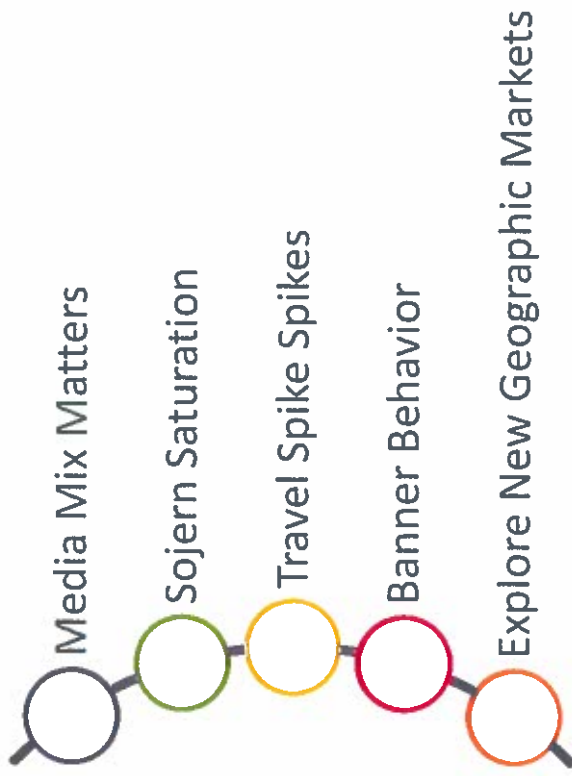 Media Mix Matters
Sojern Saturation
Travel Spike Spikes
Banner Behavior
Explore New Geographic Markets